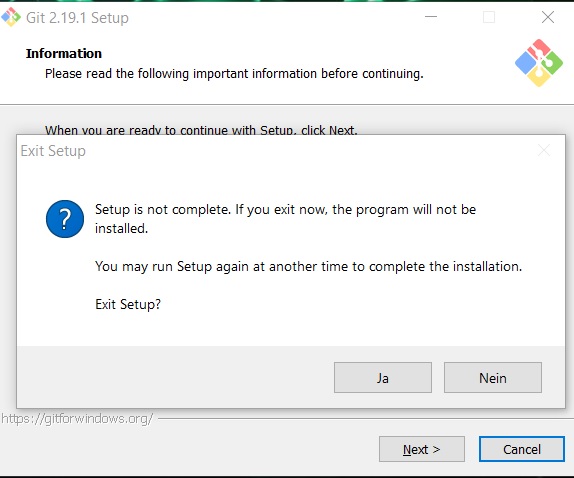 Git 2.19.1 Setup
Information
Please read the following important information before continuing.
When you are ready to continue with Setup, click Next.
Exit Setup
Setup is not complete. If you exit now, the program will not be
installed.
You may run Setup again at another time to complete the installation.
Exit Setup?
Ja
Nein
https://gitforwindows.org/
Next >
Cancel